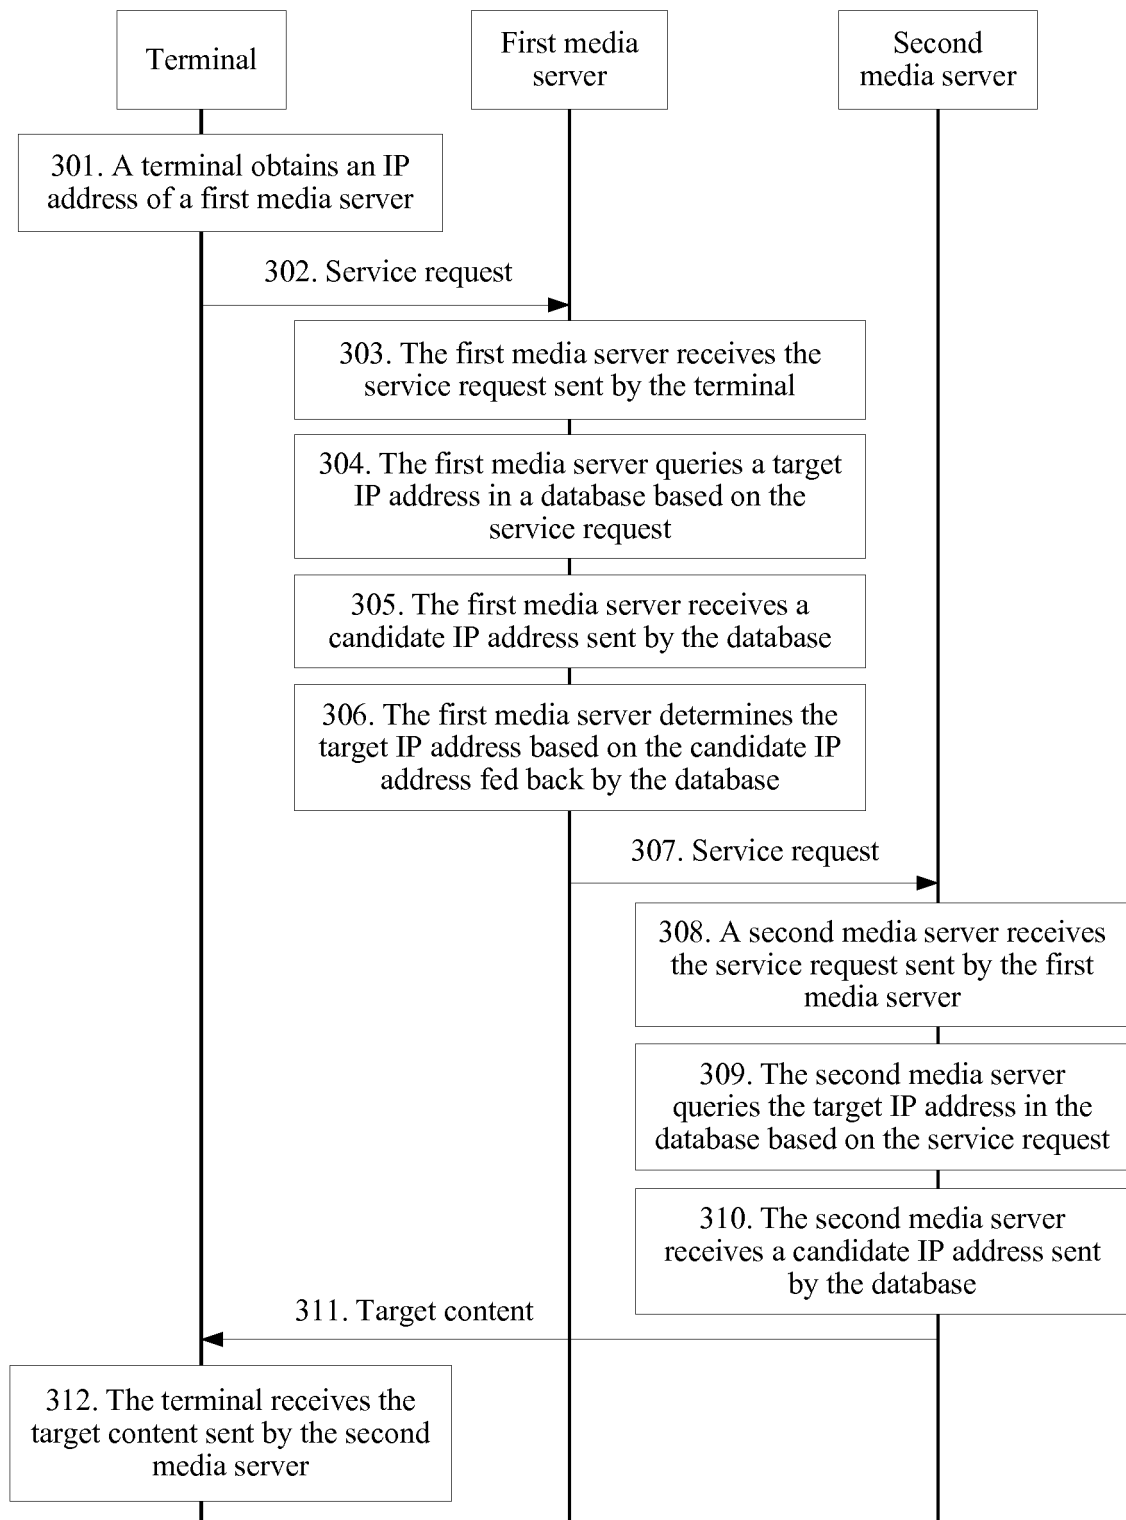 Terminal
First media
server
Second
media server
301. A terminal obtains an IP
address of a first media server
302. Service request
303. The first media server receives the
service request sent by the terminal
304. The first media server queries a target
IP address in a database based on the
service request
305. The first media server receives a
candidate IP address sent by the database
306. The first media server determines the
target IP address based on the candidate IP
address fed back by the database
307. Service request
308. A second media server receives
the service request sent by the first
media server
309. The second media server
queries the target IP address in the
database based on the service request
310. The second media server
receives a candidate IP address sent
by the database
311. Target content
312. The terminal receives the
target content sent by the second
media server